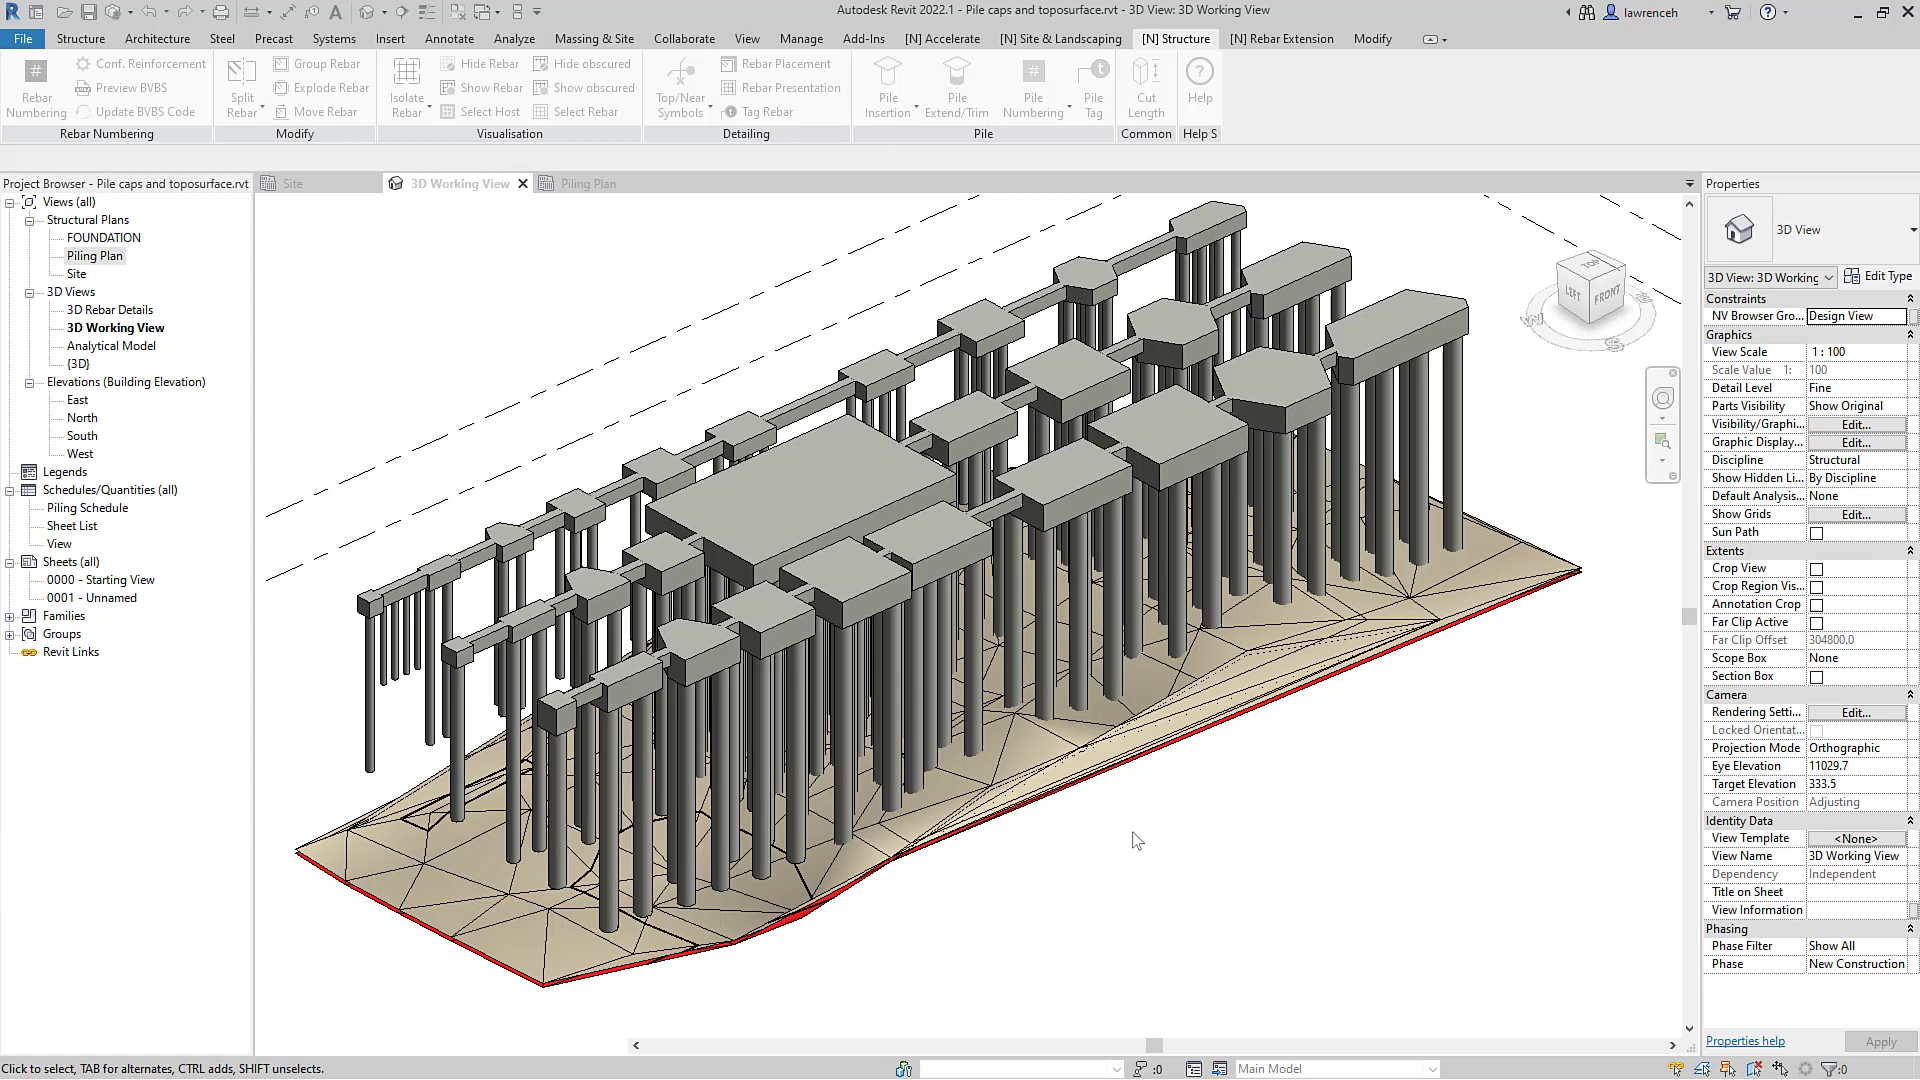 Autodesk Revit 2022.1 - Pile caps and toposurface.rvt - 3D View: 3D Working View
lawrenceh
File Structure Architecture Steel Precast Systems Insert Annotate Analyze Massing & Site Collaborate View Manage Add-Ins [N] Accelerate [N] Site & Landscaping [N] Structure [N] Rebar Extension Modify
Rebar Numbering
Conf. Reinforcement
Preview BVBS
Update BVBS Code
Rebar Numbering
Split Rebar
Group Rebar
Explode Rebar
Move Rebar
Modify
Isolate Rebar
Hide Rebar
Show Rebar
Select Host
Hide obscured
Show obscured
Select Rebar
Visualisation
Top/Near Symbols
Rebar Placement
Rebar Presentation
Tag Rebar
Detailing
Pile Insertion
Pile Extend/Trim
Pile Numbering
Pile Tag
Pile
Cut Length
Common
Help
Help S
Project Browser - Pile caps and toposurface.rvt
Views (all)
Structural Plans
FOUNDATION
Piling Plan
Site
3D Views
3D Rebar Details
3D Working View
Analytical Model
{3D}
Elevations (Building Elevation)
East
North
South
West
Legends
Schedules/Quantities (all)
Piling Schedule
Sheet List
View
Sheets (all)
0000 - Starting View
0001 - Unnamed
Families
Groups
Revit Links
Site
3D Working View
Piling Plan
TOP
LEFT
FRONT
W
S
Properties
3D View
3D View: 3D Working
Edit Type
Constraints
NV Browser Gro... Design View
Graphics
View Scale 1 : 100
Scale Value 1: 100
Detail Level Fine
Parts Visibility Show Original
Visibility/Graphi... Edit...
Graphic Display... Edit...
Discipline Structural
Show Hidden Li... By Discipline
Default Analysis... None
Show Grids Edit...
Sun Path
Extents
Crop View
Crop Region Vis...
Annotation Crop
Far Clip Active
Far Clip Offset 304800.0
Scope Box None
Section Box
Camera
Rendering Setti... Edit...
Locked Orientat...
Projection Mode Orthographic
Eye Elevation 11029.7
Target Elevation 333.5
Camera Position Adjusting
Identity Data
View Template <None>
View Name 3D Working View
Dependency Independent
Title on Sheet
View Information
Phasing
Phase Filter Show All
Phase New Construction
Properties help
Apply
Click to select, TAB for alternates, CTRL adds, SHIFT unselects.
:0
Main Model
:0